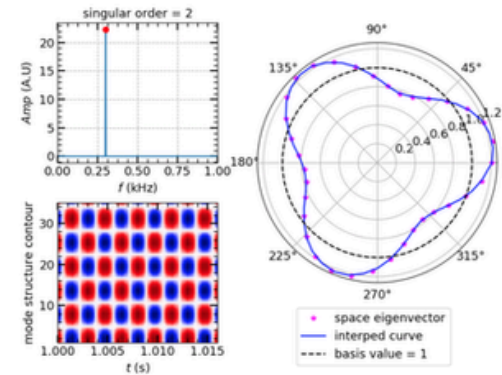 singular order = 2
Amp (A.U)
20
15
10
5
0
0.00 0.25 0.50 0.75 1.00
f (kHz)
mode structure contour
30
20
10
1.000 1.005 1.010 1.015
t (s)
90°
135°
45°
180°
0.2 0.4 0.6 0.8 1.0 1.2
225°
315°
270°
space eigenvector
interped curve
basis value = 1